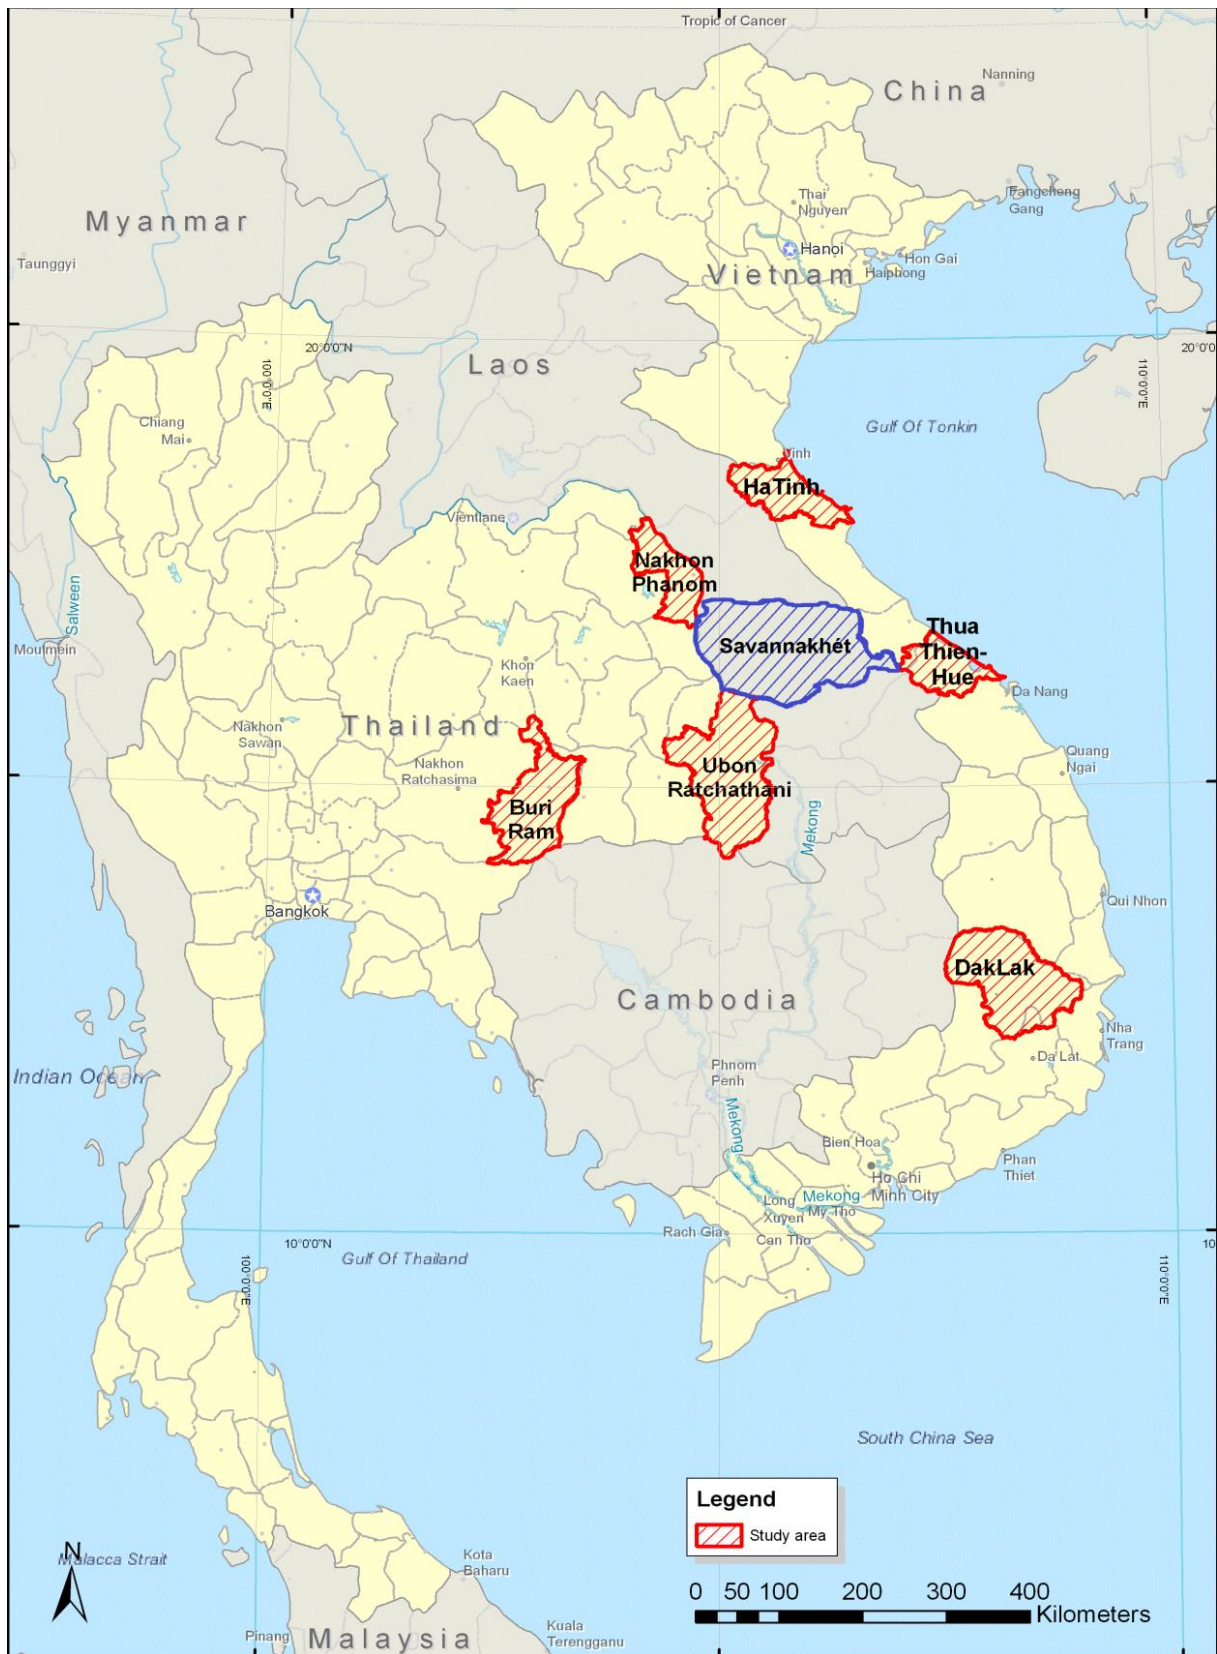 Tropic of Cancer
China
Nanning
Fangcheng
Gang
Myanmar
Thai
Nguyen
Taunggyi
Hanoi
Hon Gai
Vietnam
Haiphong
20°0'0"N
20°0'0
Laos
100°0'0"E
110°0'0"E
Chiang
Mai
Gulf Of Tonkin
Vinh
HaTinh
Vientiane
Nakhon
Phanom
Salween
Thua
Thien-
Hue
Savannakhét
Moulmein
Khon
Kaen
Da Nang
Thailand
Nakhon
Sawan
Nakhon
Ratchasima
Ubon
Ratchathani
Quang
Ngai
Buri
Ram
Mekong
Bangkok
Qui Nhon
DakLak
Cambodia
Nha
Trang
Da Lat
Indian Ocean
Phnom
Penh
Mekong
Bien Hoa
Ho Chi
Minh City
Phan
Thiet
Long
Xuyen
Mekong
My Tho
Rach Gia
Can Tho
10°0'0"N
10
Gulf Of Thailand
100°0'0"E
110°0'0"E
South China Sea
Legend
Study area
N
Malacca Strait
Kota
Baharu
0 50 100 200 300 400
Kilometers
Kuala
Terengganu
Pinang
Malaysia